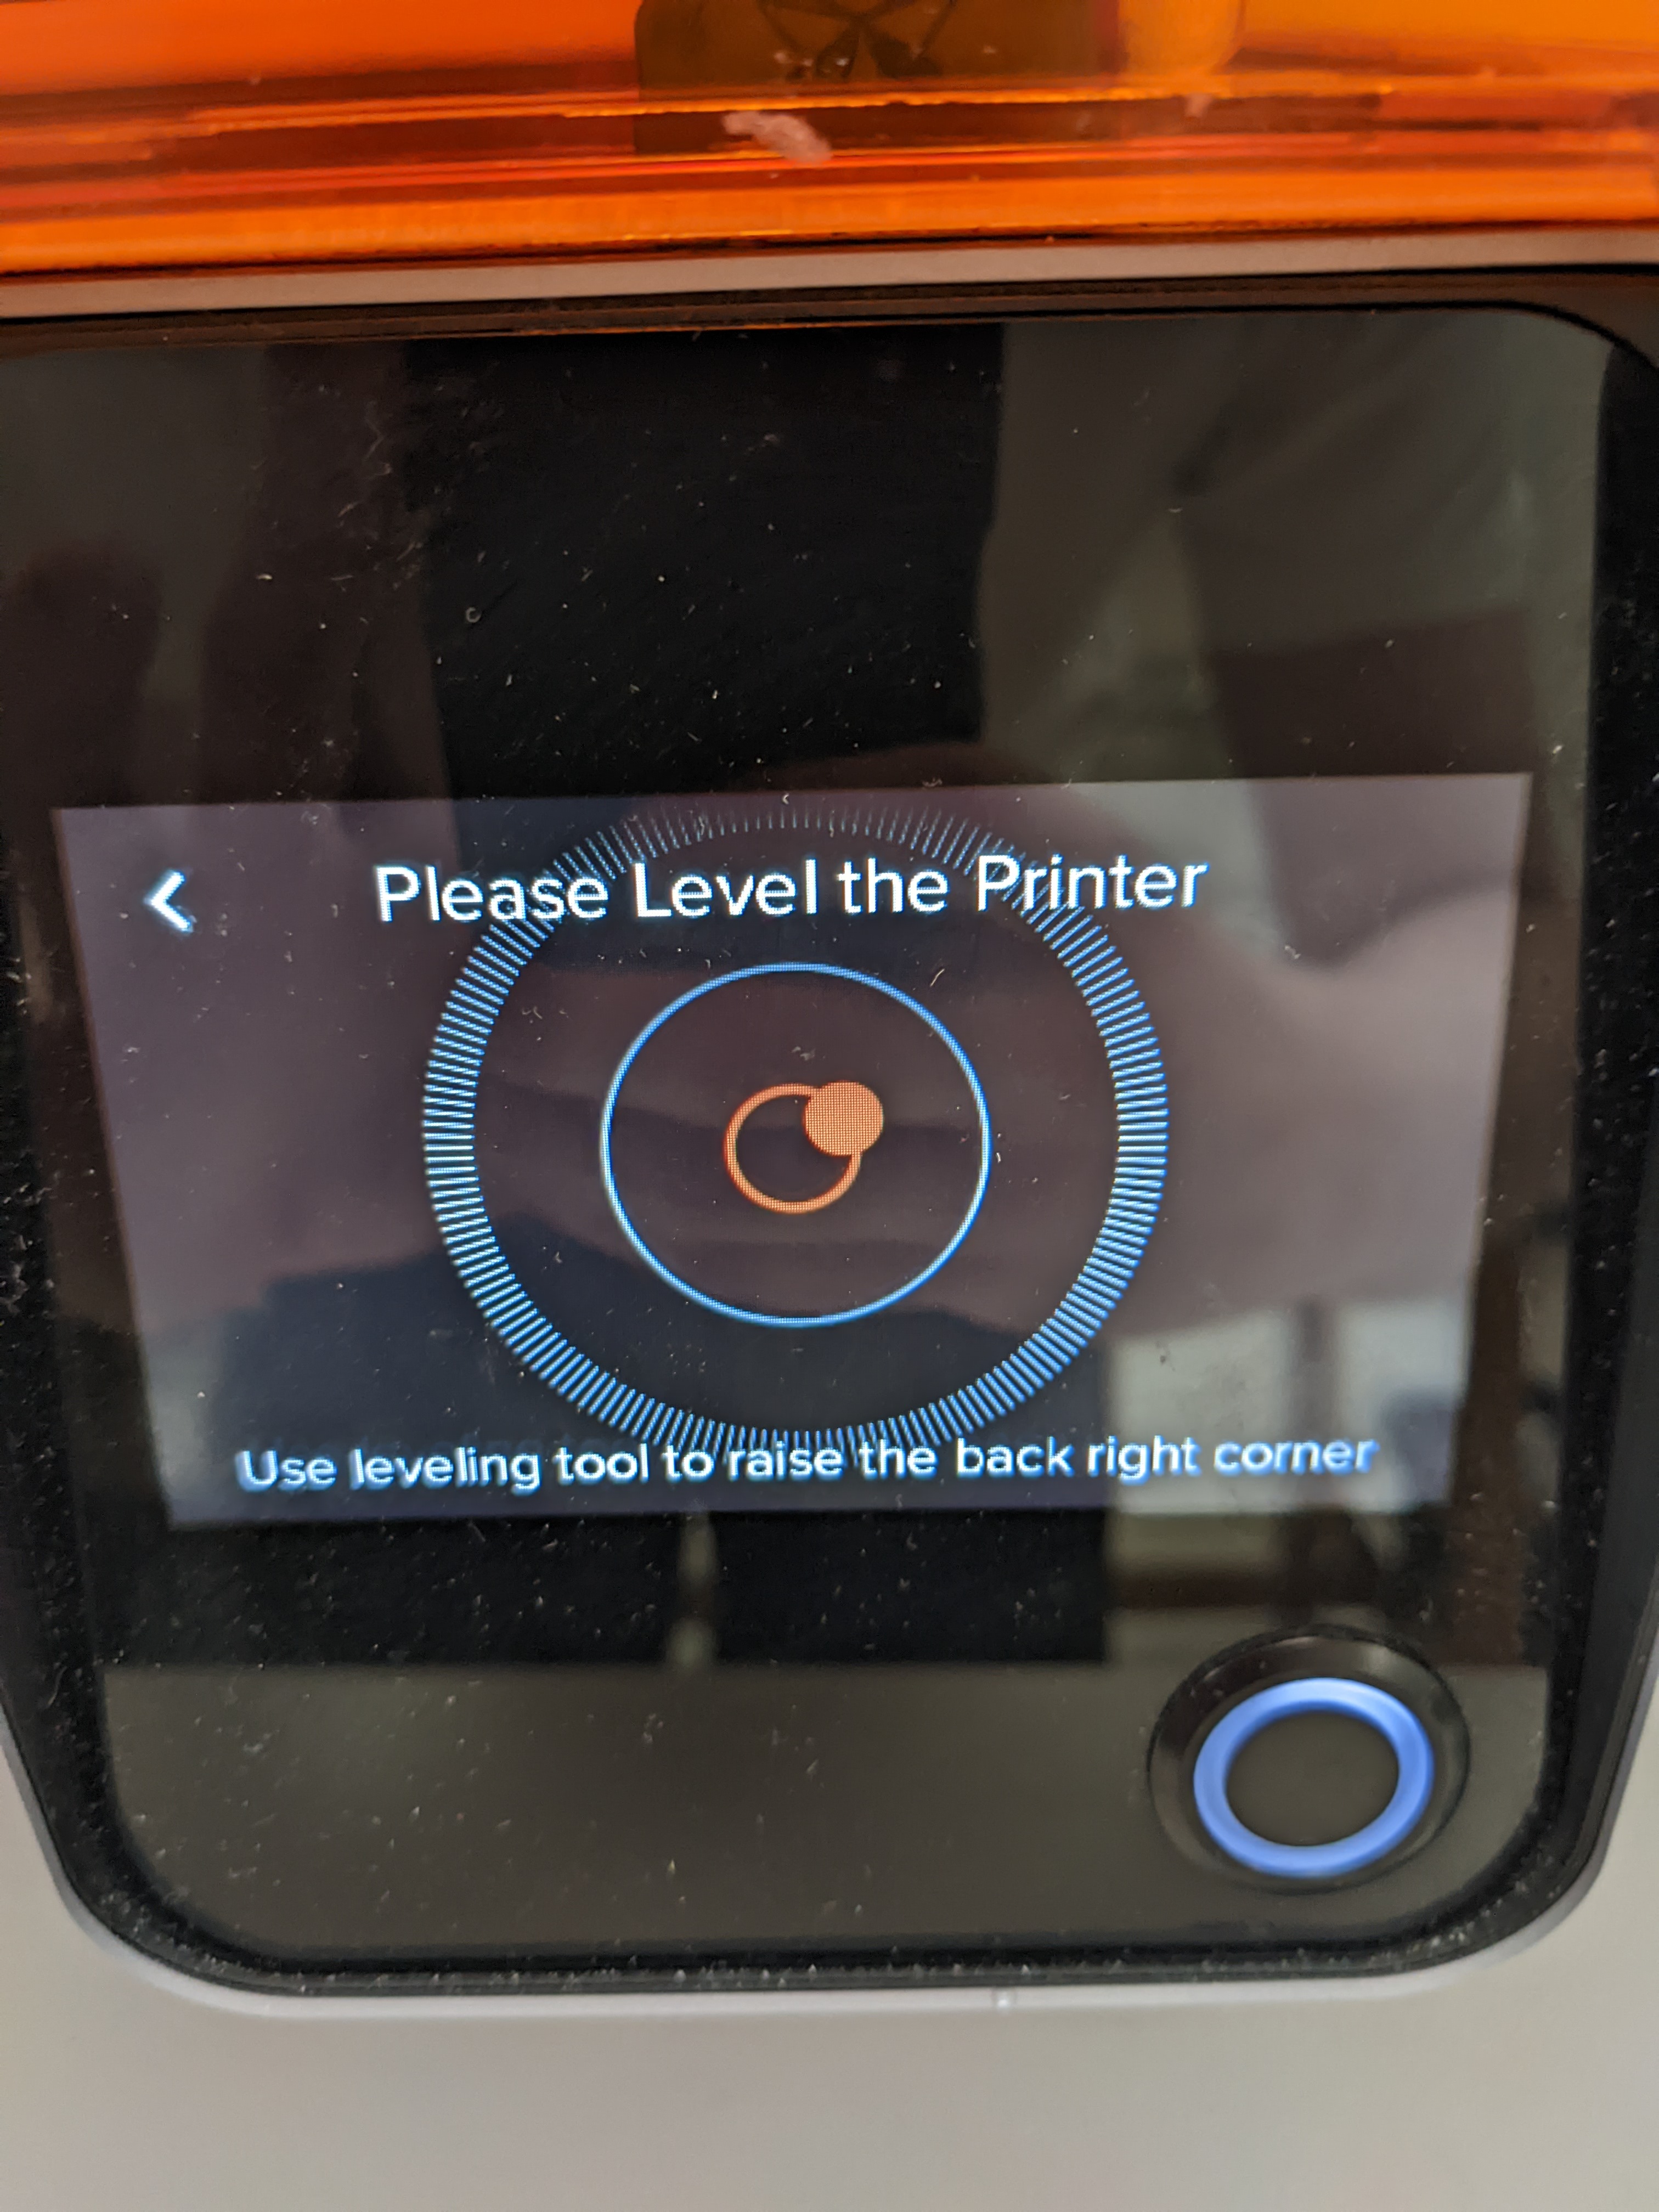 Please Level the Printer
Use leveling tool to raise the back right corner